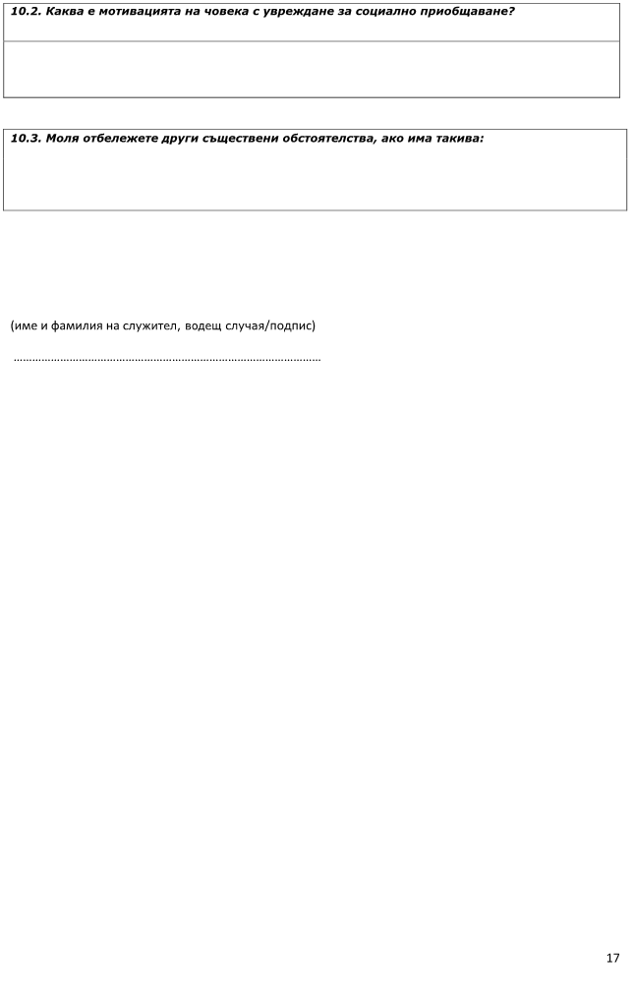 10.2. Каква е мотивацията на човека с увреждане за социално приобщаване?
10.3. Моля отбележете други съществени обстоятелства, ако има такива:
(име и фамилия на служител, водещ случая/подпис)
………………………………………………………………………………………
17